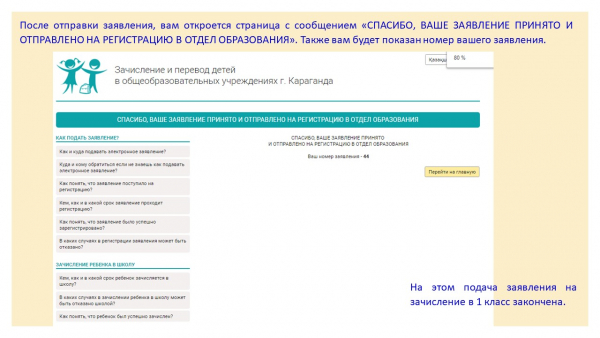 После отправки заявления, вам откроется страница с сообщением «СПАСИБО, ВАШЕ ЗАЯВЛЕНИЕ ПРИНЯТО И
ОТПРАВЛЕНО НА РЕГИСТРАЦИЮ В ОТДЕЛ ОБРАЗОВАНИЯ». Также вам будет показан номер вашего заявления.
Зачисление и перевод детей
в общеобразовательных учреждениях г. Караганда
80 %
СПАСИБО, ВАШЕ ЗАЯВЛЕНИЕ ПРИНЯТО И ОТПРАВЛЕНО НА РЕГИСТРАЦИЮ В ОТДЕЛ ОБРАЗОВАНИЯ
КАК ПОДАТЬ ЗАЯВЛЕНИЕ?
Как и куда подавать электронное заявление?
Куда и кому обратиться если не знаешь как подавать
электронное заявление?
Как понять, что заявление поступило на
регистрацию?
Кем, как и в какой срок заявление проходит
регистрацию?
Как понять, что заявление было успешно
зарегистрировано?
В каких случаях в регистрации заявления может быть
отказано?
ЗАЧИСЛЕНИЕ РЕБЕНКА В ШКОЛУ
Кем, как и в какой срок ребенок зачисляется в
школу?
В каких случаях в зачислении ребенка в школу может
быть отказано школой?
Как понять, что ребенок был успешно зачислен?
СПАСИБО, ВАШЕ ЗАЯВЛЕНИЕ ПРИНЯТО
И ОТПРАВЛЕНО НА РЕГИСТРАЦИЮ В ОТДЕЛ ОБРАЗОВАНИЯ
Ваш номер заявления - 44
Перейти на главную
На этом подача заявления на
зачисление в 1 класс закончена.